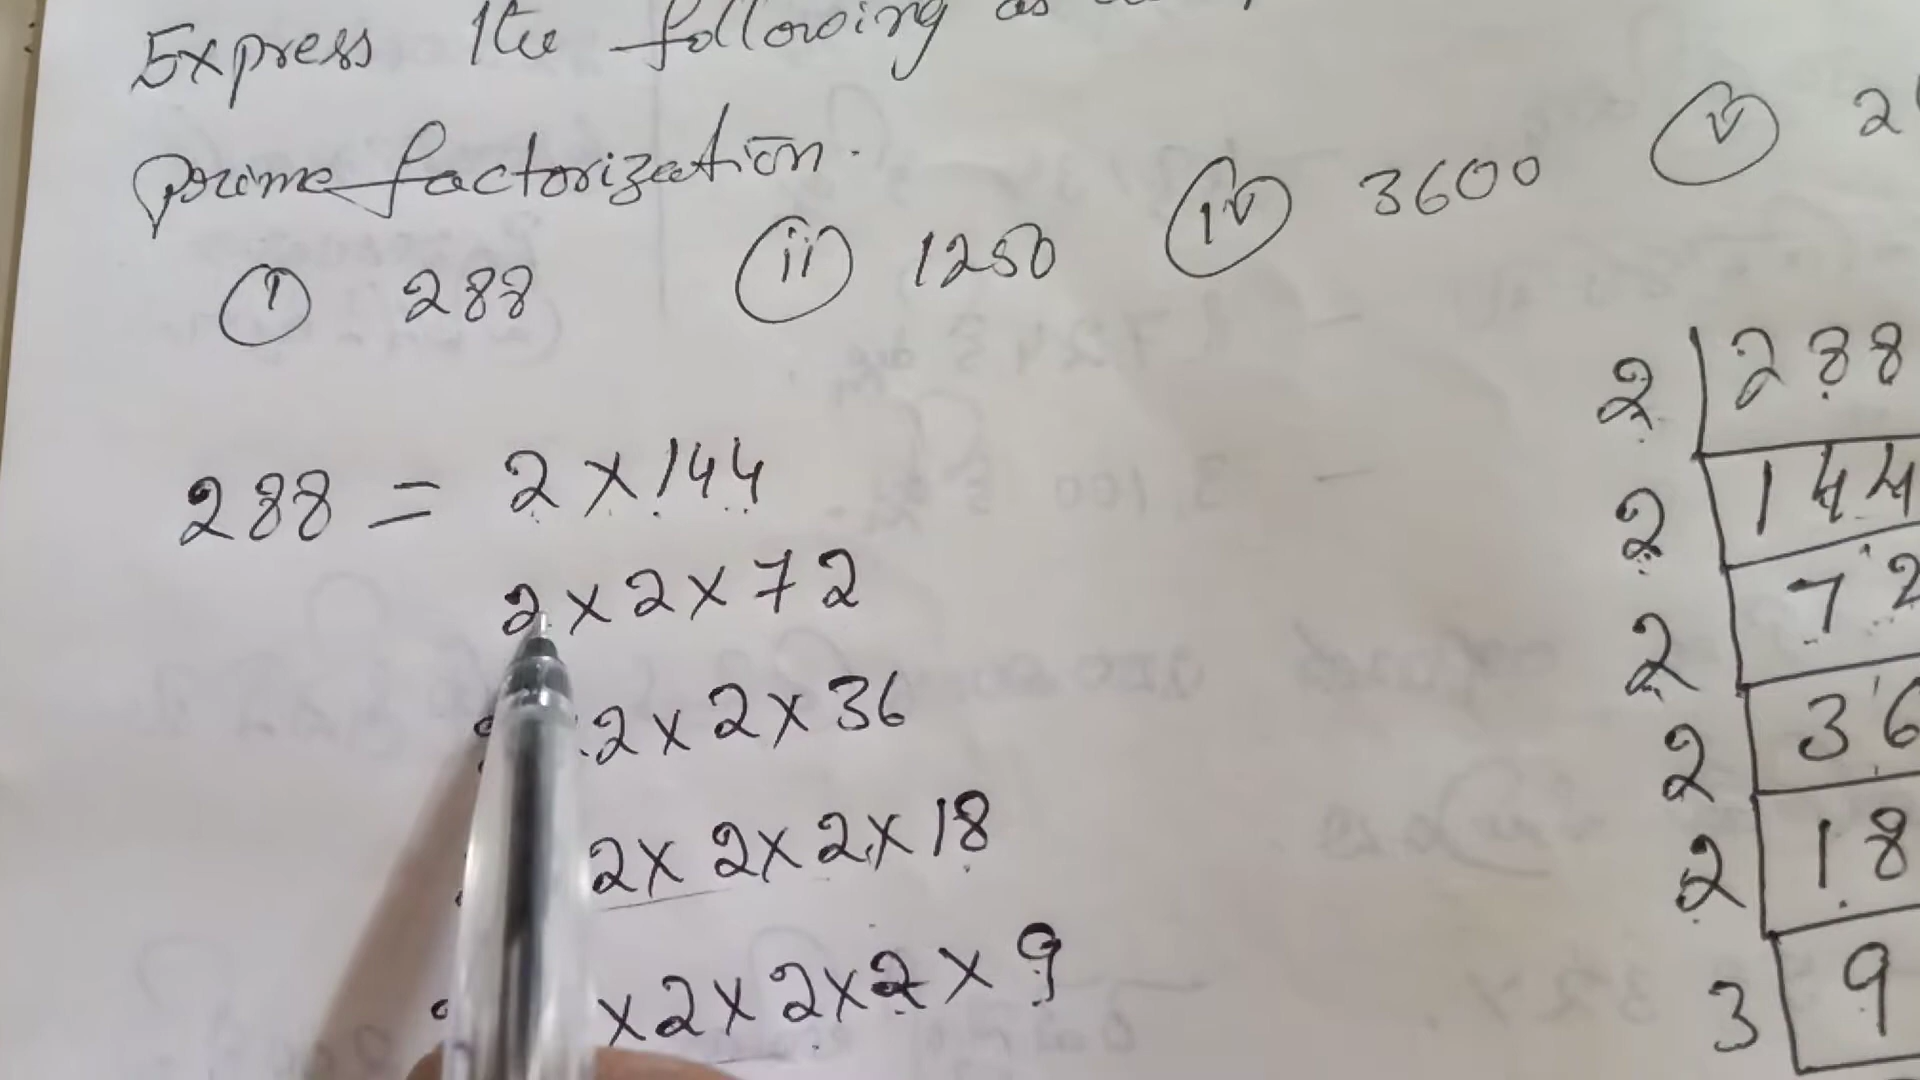 Express the following as
prime factorization.
(i) 288 (ii) 1250 (iv) 3600 (v) 2
288 = 2 × 144
2 × 2 × 72
2 × 2 × 36
2 × 2 × 2 × 18
× 2 × 2 × 2 × 9
2 | 288
2 | 144
2 | 72
2 | 36
2 | 18
3 | 9